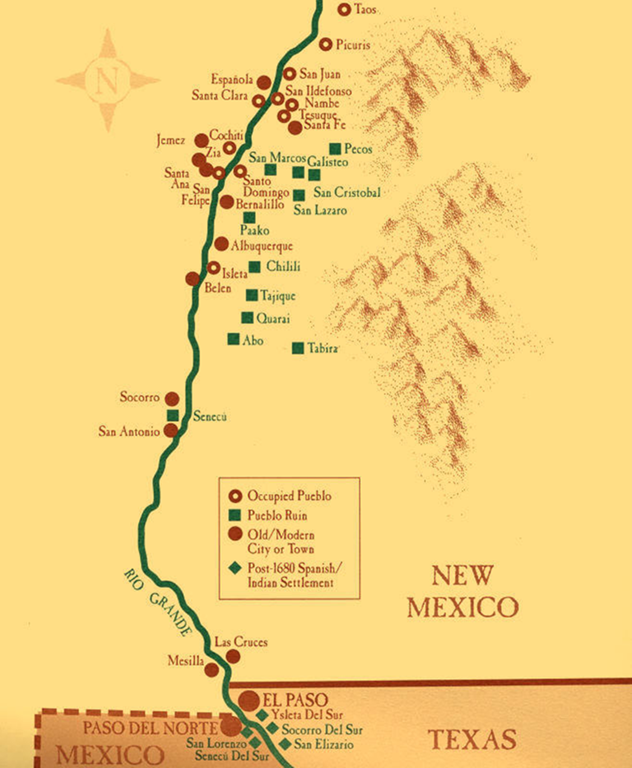 Taos
Picuris
N
San Juan
Española
San Ildefonso
Santa Clara
Nambe
Tesuque
Santa Fe
Jemez
Cochiti
Zia
Pecos
San Marcos
Galisteo
Santa
Ana
San
Felipe
Santo
Domingo
San Cristobal
Bernalillo
San Lazaro
Paako
Albuquerque
Isleta
Chilili
Belen
Tajique
Quarai
Abo
Tabira
Socorro
Senecú
San Antonio
Occupied Pueblo
Pueblo Ruin
Old/Modern
City or Town
Post-1680 Spanish/
Indian Settlement
RIO GRANDE
NEW
MEXICO
Las Cruces
Mesilla
EL PASO
Ysleta Del Sur
PASO DEL NORTE
Socorro Del Sur
San Lorenzo
San Elizario
Senecú Del Sur
MEXICO
TEXAS